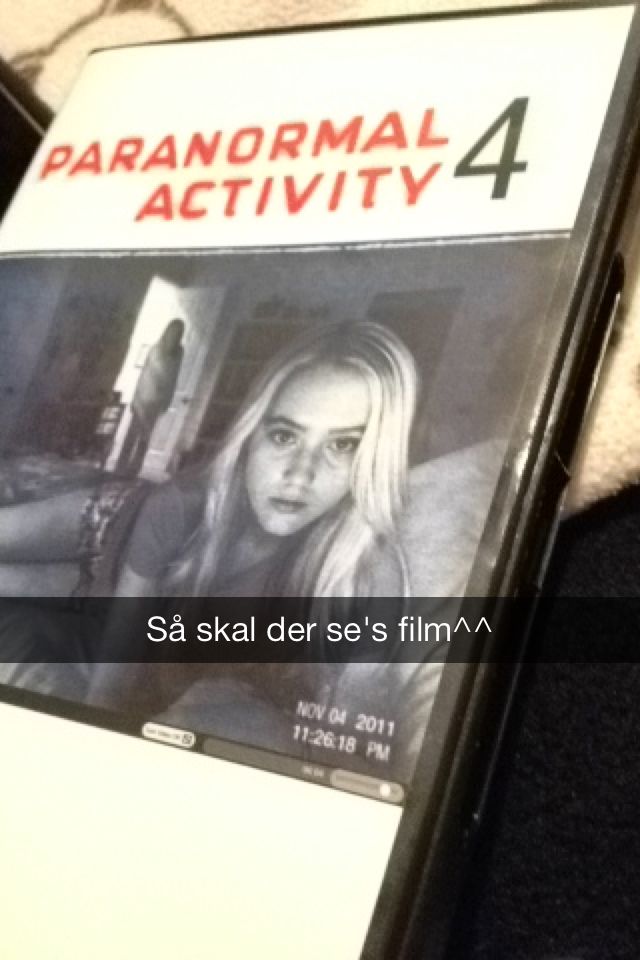 PARANORMAL
ACTIVITY 4
Så skal der se's film^^
NOV 04 2011
11:26:18 PM